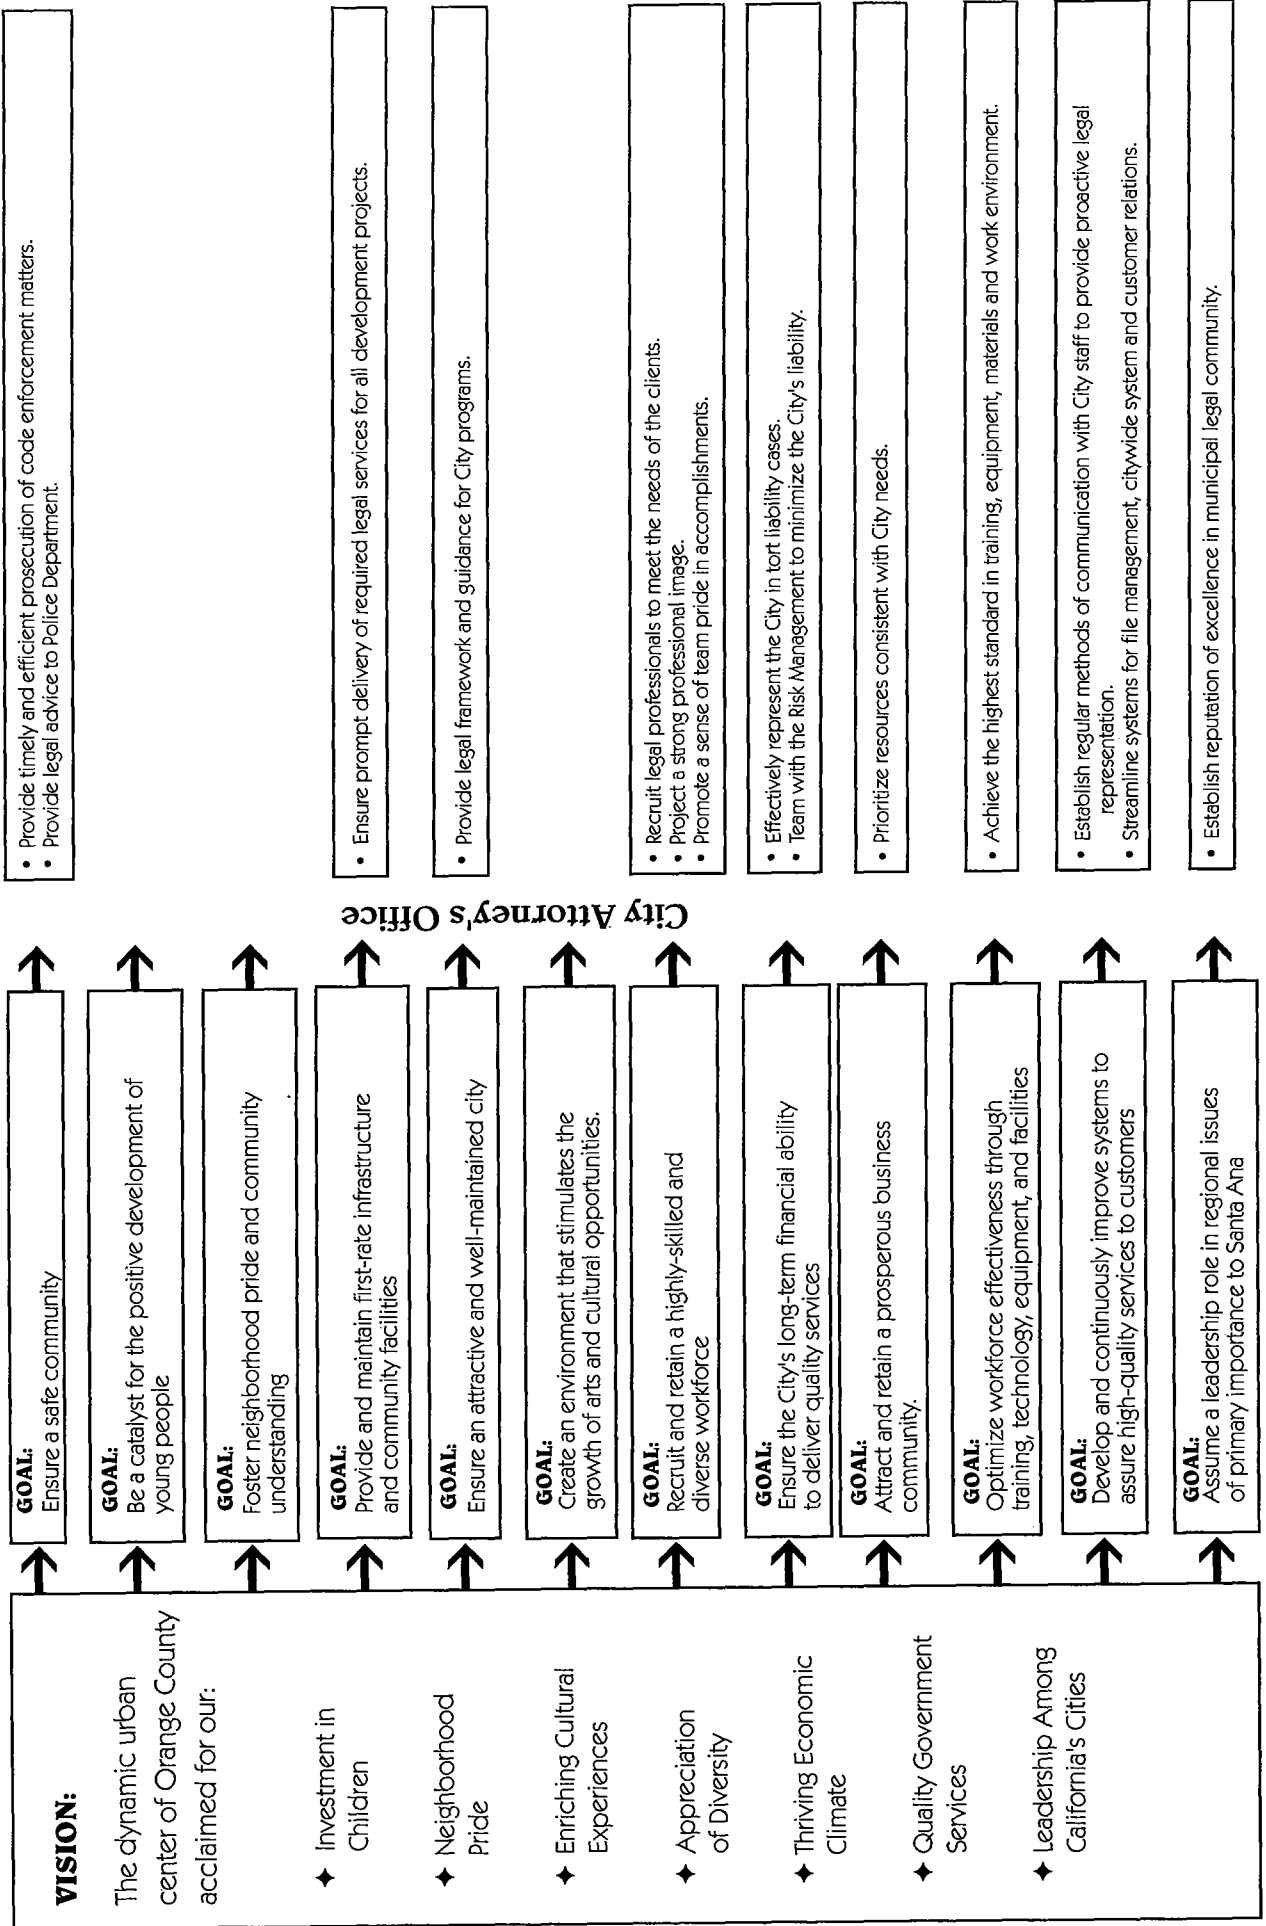 VISION:
The dynamic urban
center of Orange County
acclaimed for our:
✦ Investment in
Children
✦ Neighborhood
Pride
✦ Enriching Cultural
Experiences
✦ Appreciation
of Diversity
✦ Thriving Economic
Climate
✦ Quality Government
Services
✦ Leadership Among
California's Cities
GOAL:
Ensure a safe community
GOAL:
Be a catalyst for the positive development of
young people
GOAL:
Foster neighborhood pride and community
understanding
GOAL:
Provide and maintain first-rate infrastructure
and community facilities
GOAL:
Ensure an attractive and well-maintained city
GOAL:
Create an environment that stimulates the
growth of arts and cultural opportunities.
GOAL:
Recruit and retain a highly-skilled and
diverse workforce
GOAL:
Ensure the City's long-term financial ability
to deliver quality services
GOAL:
Attract and retain a prosperous business
community.
GOAL:
Optimize workforce effectiveness through
training, technology, equipment, and facilities
GOAL:
Develop and continuously improve systems to
assure high-quality services to customers
GOAL:
Assume a leadership role in regional issues
of primary importance to Santa Ana
City Attorney's Office
• Provide timely and efficient prosecution of code enforcement matters.
• Provide legal advice to Police Department.
• Ensure prompt delivery of required legal services for all development projects.
• Provide legal framework and guidance for City programs.
• Recruit legal professionals to meet the needs of the clients.
• Project a strong professional image.
• Promote a sense of team pride in accomplishments.
• Effectively represent the City in tort liability cases.
• Team with the Risk Management to minimize the City's liability.
• Prioritize resources consistent with City needs.
• Achieve the highest standard in training, equipment, materials and work environment.
• Establish regular methods of communication with City staff to provide proactive legal
representation.
• Streamline systems for file management, citywide system and customer relations.
• Establish reputation of excellence in municipal legal community.